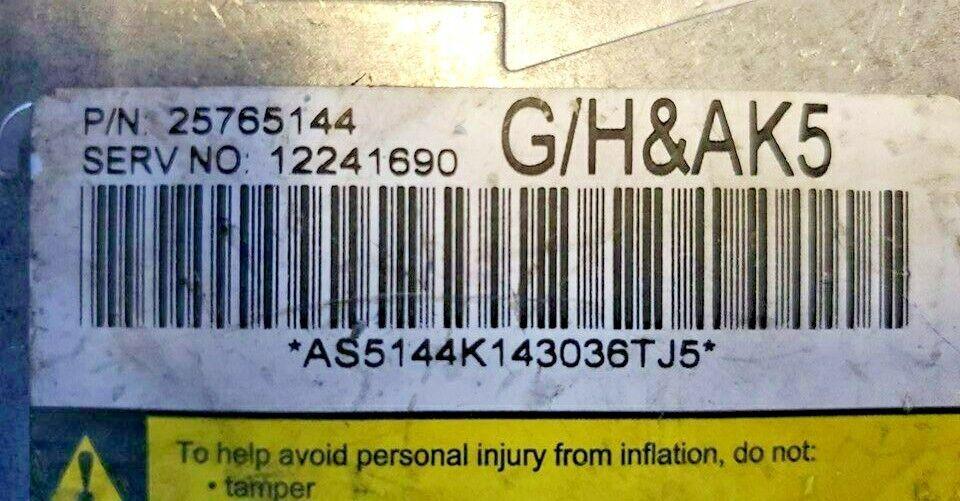 P/N: 25765144
SERV NO: 12241690
G/H&AK5
*AS5144K143036TJ5*
To help avoid personal injury from inflation, do not:
• tamper